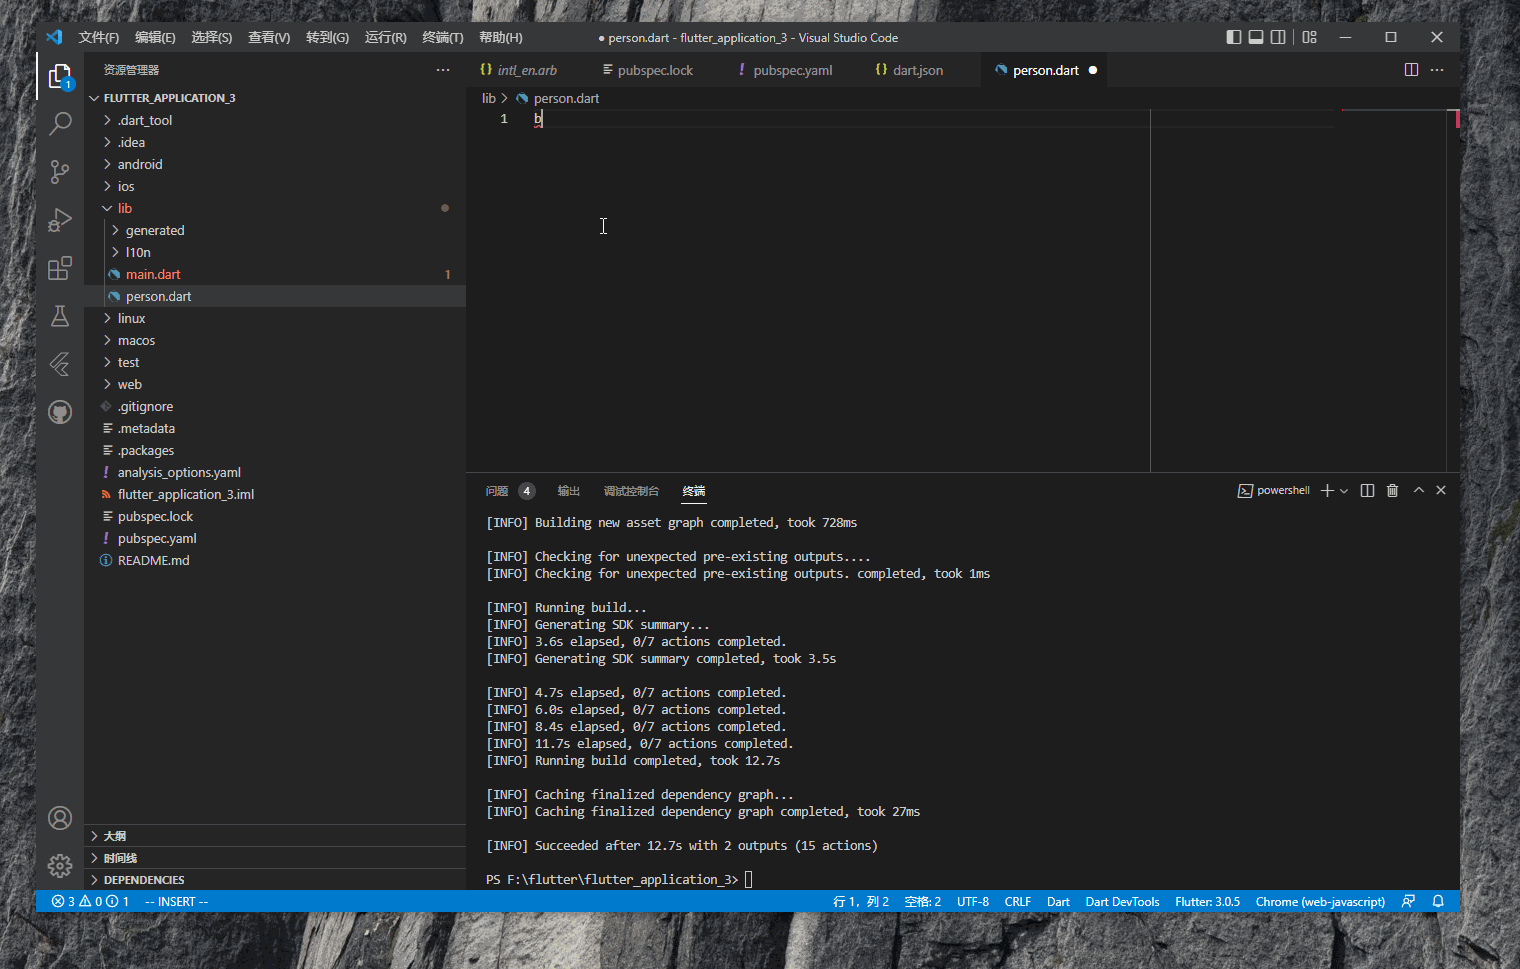 文件(F) 编辑(E) 选择(S) 查看(V) 转到(G) 运行(R) 终端(T) 帮助(H) ● person.dart - flutter_application_3 - Visual Studio Code
资源管理器
1
FLUTTER_APPLICATION_3
.dart_tool
.idea
android
ios
lib
generated
l10n
main.dart 1
person.dart
linux
macos
test
web
.gitignore
.metadata
.packages
analysis_options.yaml
flutter_application_3.iml
pubspec.lock
pubspec.yaml
README.md
大纲
时间线
DEPENDENCIES
intl_en.arb pubspec.lock pubspec.yaml dart.json person.dart
lib > person.dart
1 b
问题 4 输出 调试控制台 终端 powershell
[INFO] Building new asset graph completed, took 728ms
[INFO] Checking for unexpected pre-existing outputs....
[INFO] Checking for unexpected pre-existing outputs. completed, took 1ms
[INFO] Running build...
[INFO] Generating SDK summary...
[INFO] 3.6s elapsed, 0/7 actions completed.
[INFO] Generating SDK summary completed, took 3.5s
[INFO] 4.7s elapsed, 0/7 actions completed.
[INFO] 6.0s elapsed, 0/7 actions completed.
[INFO] 8.4s elapsed, 0/7 actions completed.
[INFO] 11.7s elapsed, 0/7 actions completed.
[INFO] Running build completed, took 12.7s
[INFO] Caching finalized dependency graph...
[INFO] Caching finalized dependency graph completed, took 27ms
[INFO] Succeeded after 12.7s with 2 outputs (15 actions)
PS F:\flutter\flutter_application_3>
3 0 1 -- INSERT -- 行 1，列 2 空格: 2 UTF-8 CRLF Dart Dart DevTools Flutter: 3.0.5 Chrome (web-javascript)